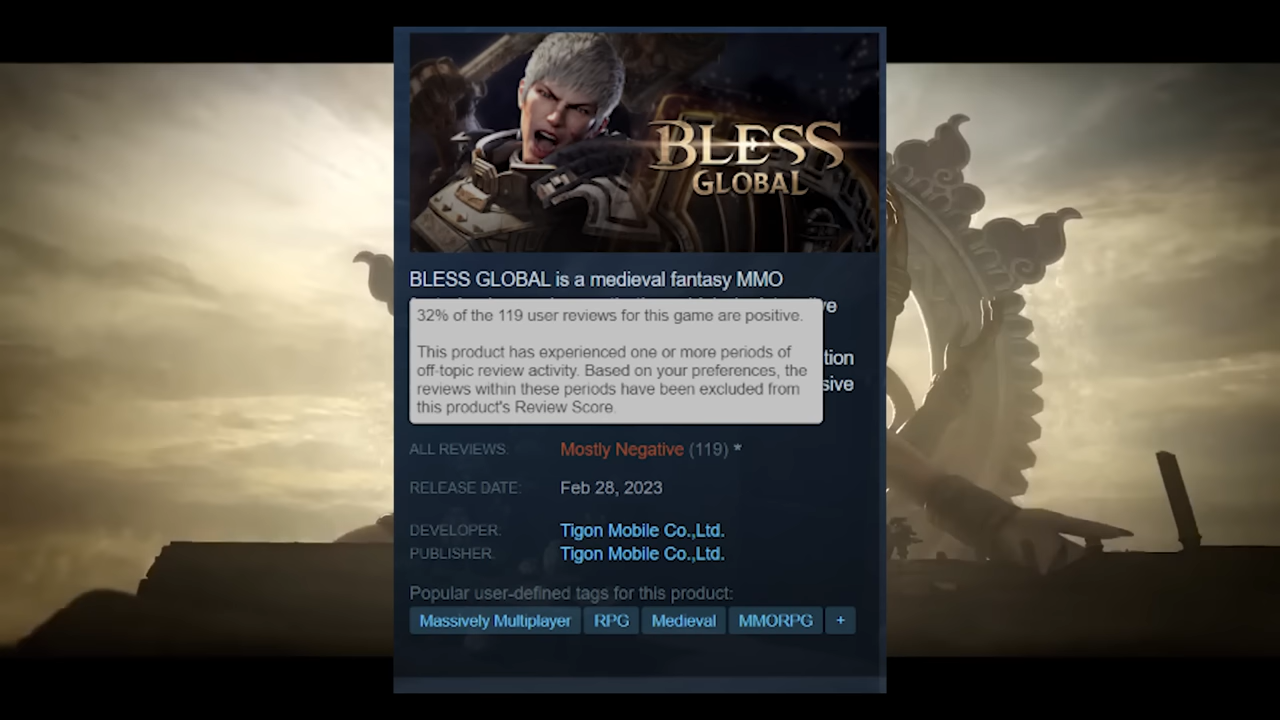 BLESS
GLOBAL
BLESS GLOBAL is a medieval fantasy MMO
32% of the 119 user reviews for this game are positive.
This product has experienced one or more periods of
off-topic review activity. Based on your preferences, the
reviews within these periods have been excluded from
this product's Review Score.
ALL REVIEWS: Mostly Negative (119) *
RELEASE DATE: Feb 28, 2023
DEVELOPER: Tigon Mobile Co.,Ltd.
PUBLISHER: Tigon Mobile Co.,Ltd.
Popular user-defined tags for this product:
Massively Multiplayer RPG Medieval MMORPG +